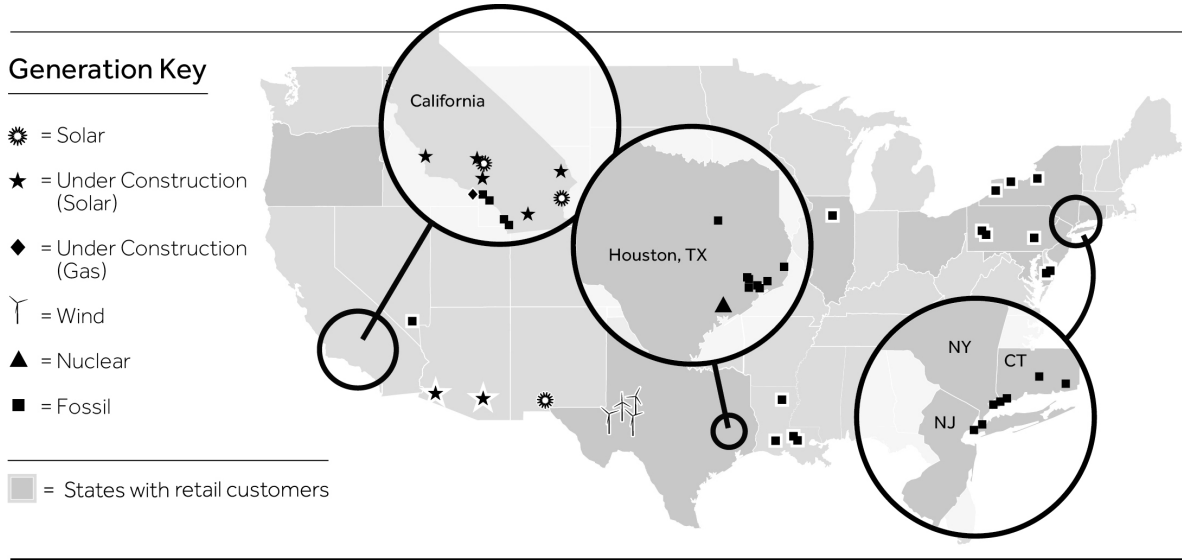 Generation Key
= Solar
= Under Construction
(Solar)
= Under Construction
(Gas)
= Wind
= Nuclear
= Fossil
= States with retail customers
California
Houston, TX
NY
CT
NJ